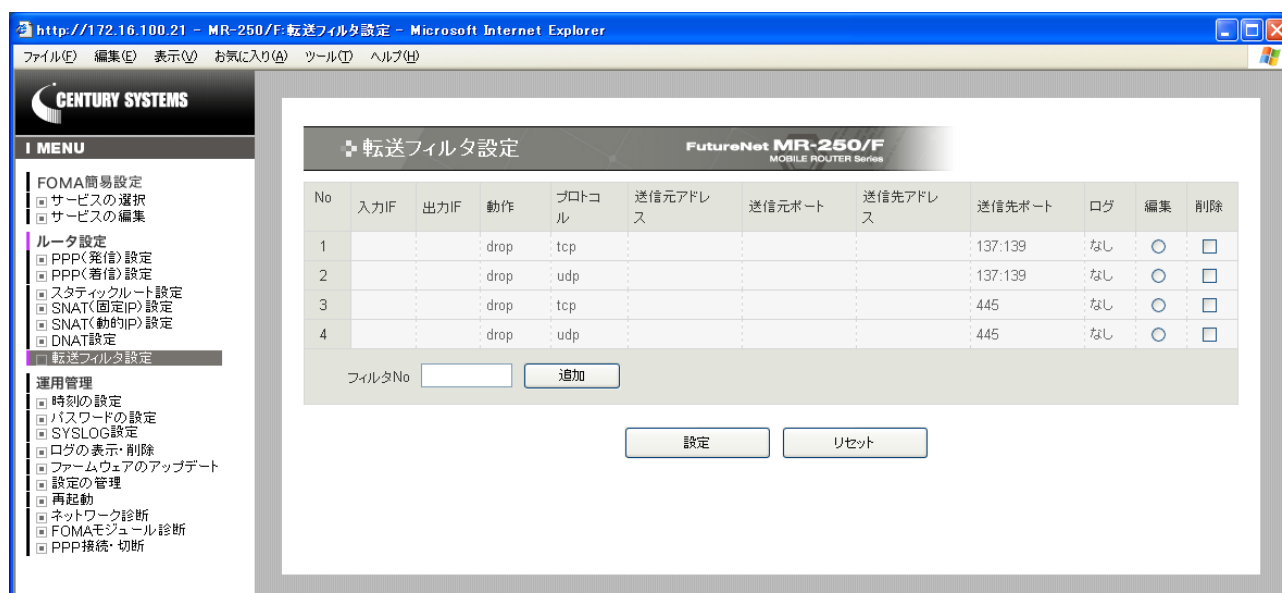 http://172.16.100.21 - MR-250/F:転送フィルタ設定 - Microsoft Internet Explorer
ファイル(F) 編集(E) 表示(V) お気に入り(A) ツール(T) ヘルプ(H)
CENTURY SYSTEMS
MENU
FOMA簡易設定
サービスの選択
サービスの編集
ルータ設定
PPP(発信)設定
PPP(着信)設定
スタティックルート設定
SNAT(固定IP)設定
SNAT(動的IP)設定
DNAT設定
転送フィルタ設定
運用管理
時刻の設定
パスワードの設定
SYSLOG設定
ログの表示・削除
ファームウェアのアップデート
設定の管理
再起動
ネットワーク診断
FOMAモジュール診断
PPP接続・切断
転送フィルタ設定
FutureNet MR-250/F
MOBILE ROUTER Series
No 入力IF 出力IF 動作 プロトコル 送信元アドレス 送信元ポート 送信先アドレス 送信先ポート ログ 編集 削除
1 drop tcp 137:139 なし
2 drop udp 137:139 なし
3 drop tcp 445 なし
4 drop udp 445 なし
フィルタNo 追加
設定 リセット